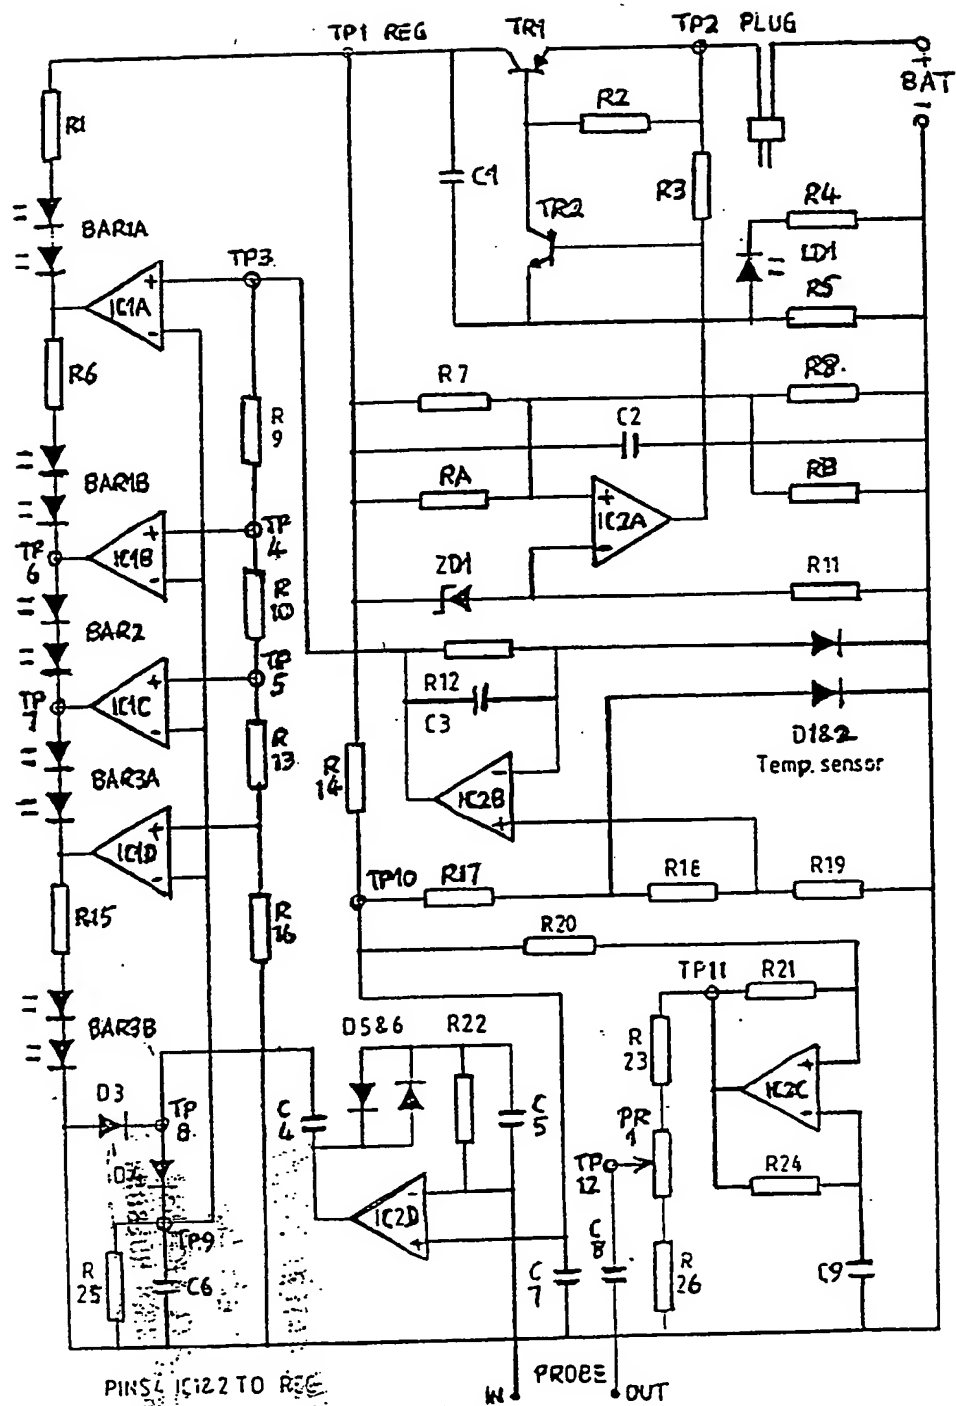 TP1 REG
TR1
TP2 PLUG
+
BAT
-
R1
R2
C1
R3
TR2
R4
LD1
R5
BAR1A
TP3
IC1A
+
-
R6
R7
R8
R
9
C2
BAR1B
RA
RB
IC2A
+
-
TP
6
IC1B
+
-
TP
4
ZD1
R11
R
10
BAR2
TP
5
R12
C3
D1&2
Temp. sensor
TP
7
IC1C
+
-
R
13
R
14
IC2B
-
+
BAR3A
IC1D
+
-
TP10
R17
R18
R19
R15
R
16
R20
TP11
R21
BAR3B
D5&6
R22
R
23
IC2C
+
-
D3
TP
8
C
4
C
5
PR
1
TP
12
R24
D4
IC2D
-
+
TP9
R
25
C6
C
7
C
8
R
26
C9
PINS4 IC1&2 TO REG
IN
PROBE
OUT